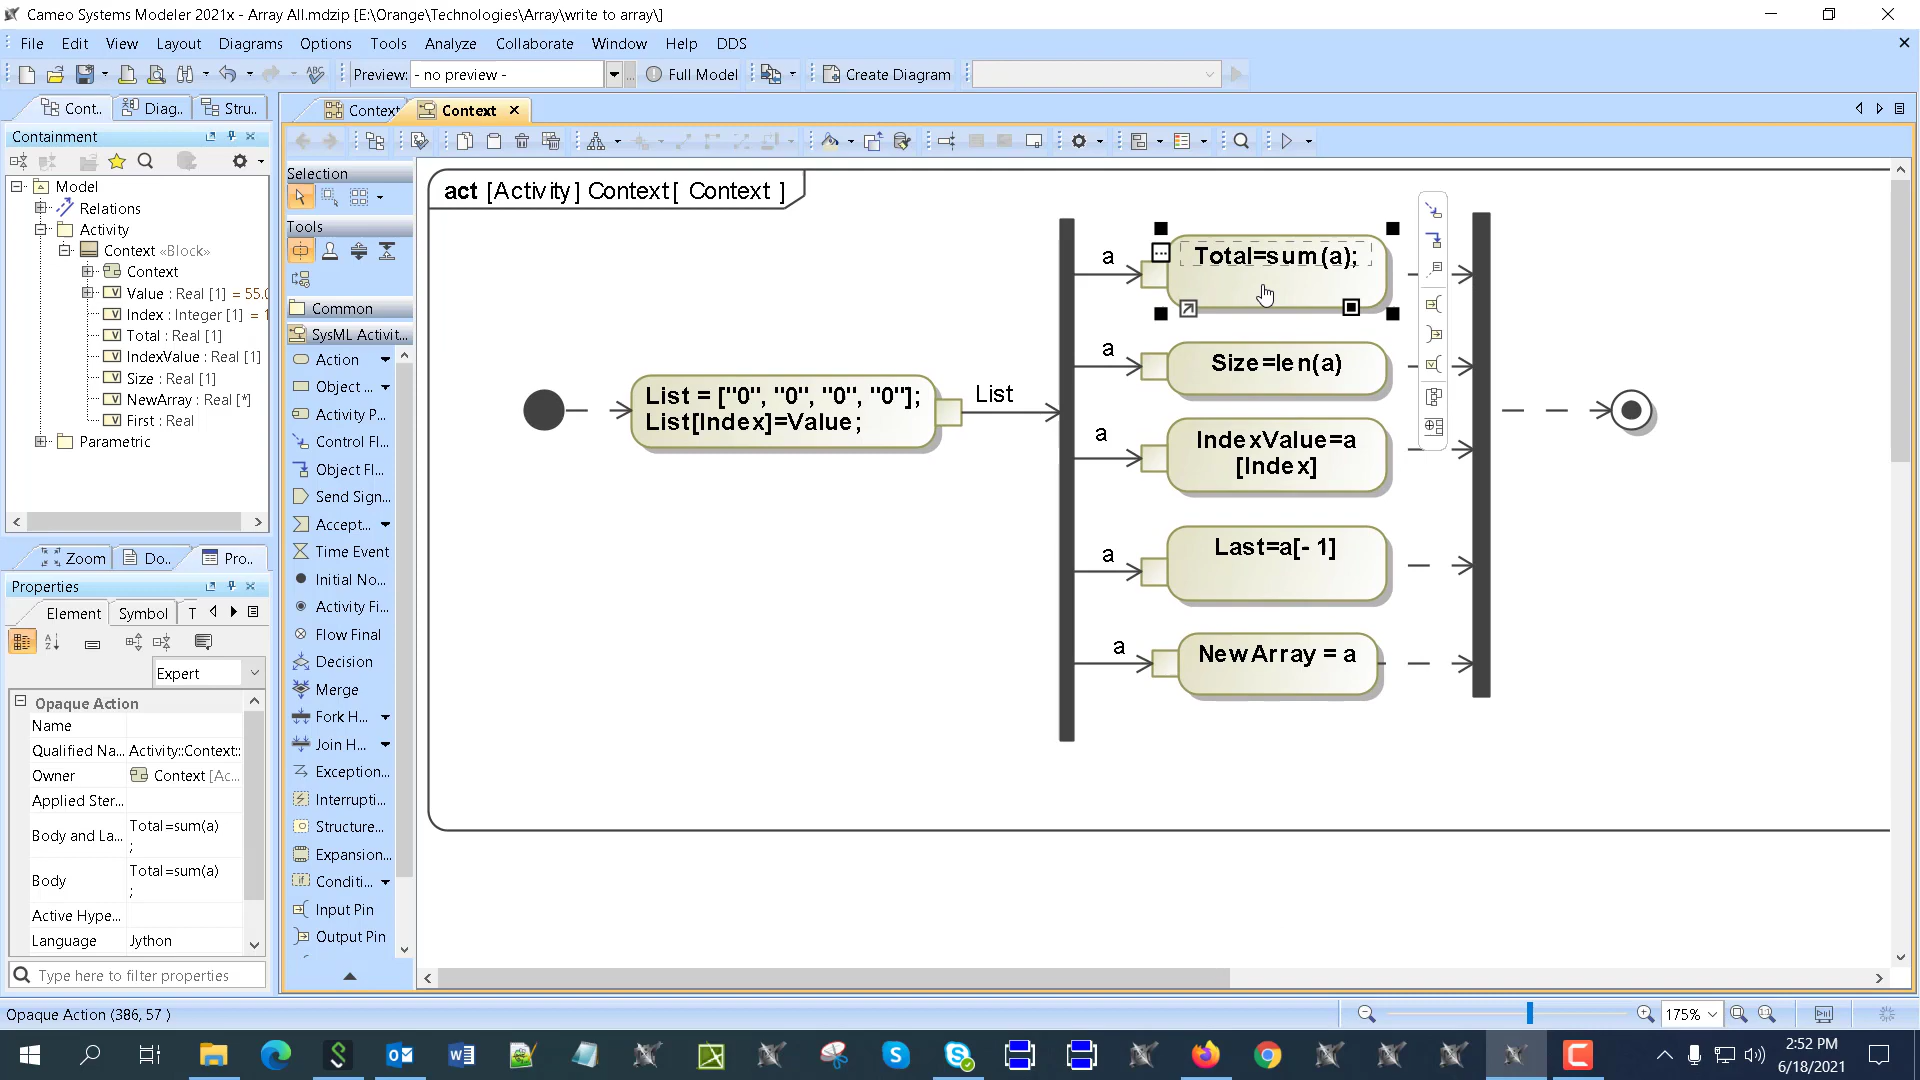 Cameo Systems Modeler 2021x - Array All.mdzip [E:\Orange\Technologies\Array\write to array\]
File Edit View Layout Diagrams Options Tools Analyze Collaborate Window Help DDS
Preview: - no preview - ... Full Model Create Diagram
Cont.. Diag.. Stru...
Context Context
Containment
Model
Relations
Activity
Context «Block»
Context
Value : Real [1] = 55.0
Index : Integer [1] = 1
Total : Real [1]
IndexValue : Real [1]
Size : Real [1]
NewArray : Real [*]
First : Real
Parametric
Zoom Do.. Pro..
Properties
Element Symbol T
Expert
Opaque Action
Name
Qualified Na... Activity::Context::
Owner Context [Ac...
Applied Ster...
Body and La... Total=sum(a)
;
Body Total=sum(a)
;
Active Hype...
Language Jython
Type here to filter properties
Selection
Tools
Common
SysML Activit...
Action
Object ...
Activity P...
Control Fl...
Object Fl...
Send Sign...
Accept...
Time Event
Initial No...
Activity Fi...
Flow Final
Decision
Merge
Fork H...
Join H...
Exception...
Interrupti...
Structure...
Expansion...
Conditi...
Input Pin
Output Pin
act [Activity] Context[ Context ]
List = ["0", "0", "0", "0"];
List[Index]=Value;
List
a
Total=sum(a);
a
Size=len(a)
a
IndexValue=a
[Index]
a
Last=a[- 1]
a
NewArray = a
Opaque Action (386, 57 )
175%
2:52 PM
6/18/2021